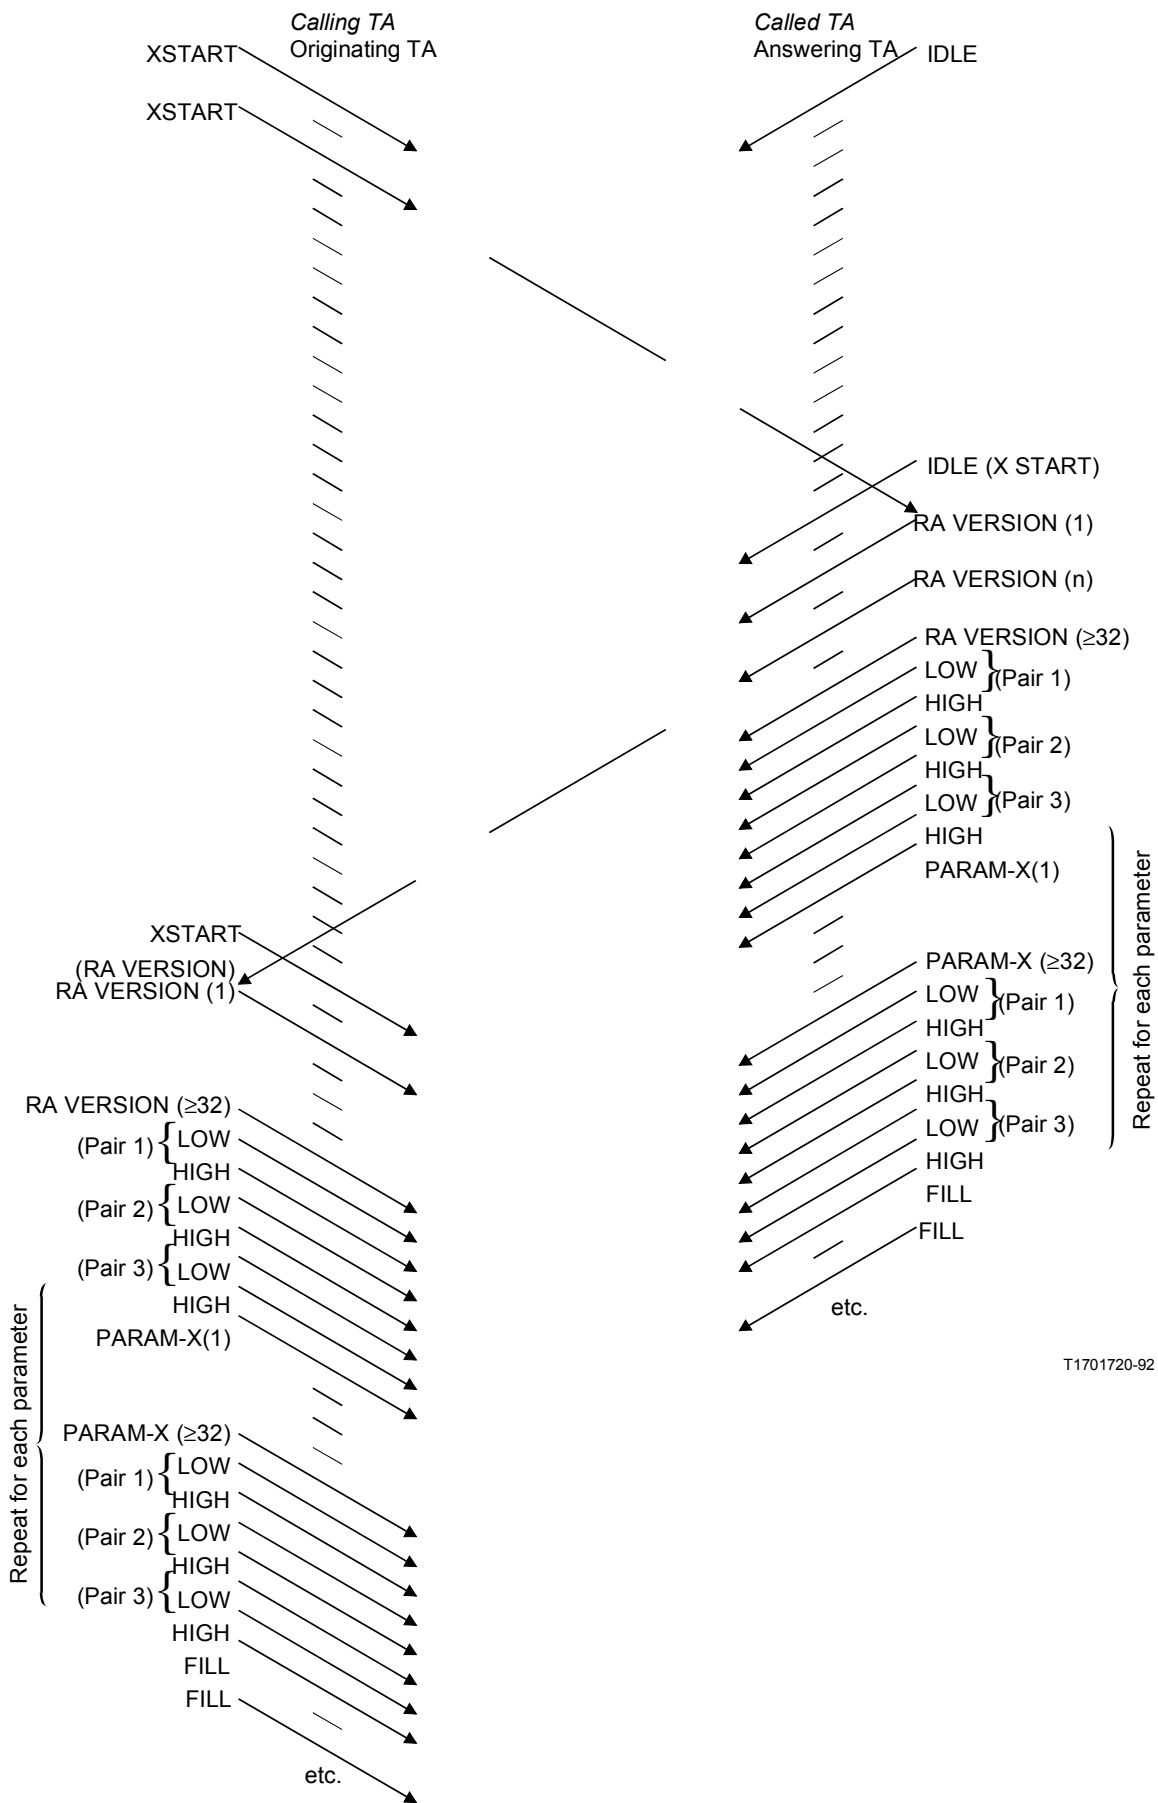 Calling TA
Originating TA
Called TA
Answering TA
XSTART
IDLE
XSTART
IDLE (X START)
RA VERSION (1)
RA VERSION (n)
RA VERSION (≥32)
LOW
(Pair 1)
HIGH
LOW
(Pair 2)
HIGH
LOW
(Pair 3)
HIGH
PARAM-X(1)
PARAM-X (≥32)
LOW
(Pair 1)
HIGH
LOW
(Pair 2)
HIGH
LOW
(Pair 3)
HIGH
FILL
FILL
etc.
Repeat for each parameter
T1701720-92
XSTART
(RA VERSION)
RA VERSION (1)
RA VERSION (≥32)
(Pair 1)
LOW
HIGH
(Pair 2)
LOW
HIGH
(Pair 3)
LOW
HIGH
PARAM-X(1)
PARAM-X (≥32)
(Pair 1)
LOW
HIGH
(Pair 2)
LOW
HIGH
(Pair 3)
LOW
HIGH
FILL
FILL
etc.
Repeat for each parameter